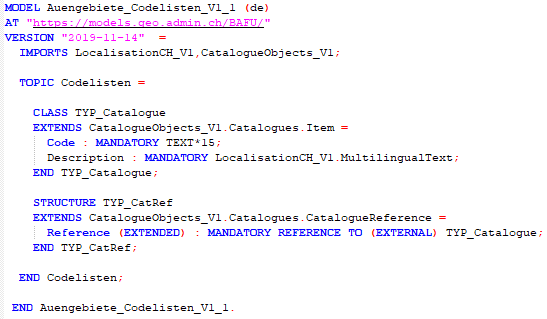 MODEL Auengebiete_Codelisten_V1_1 (de)
AT "https://models.geo.admin.ch/BAFU/"
VERSION "2019-11-14" =
IMPORTS LocalisationCH_V1,CatalogueObjects_V1;
TOPIC Codelisten =
CLASS TYP_Catalogue
EXTENDS CatalogueObjects_V1.Catalogues.Item =
Code : MANDATORY TEXT*15;
Description : MANDATORY LocalisationCH_V1.MultilingualText;
END TYP_Catalogue;
STRUCTURE TYP_CatRef
EXTENDS CatalogueObjects_V1.Catalogues.CatalogueReference =
Reference (EXTENDED) : MANDATORY REFERENCE TO (EXTERNAL) TYP_Catalogue;
END TYP_CatRef;
END Codelisten;
END Auengebiete_Codelisten_V1_1.